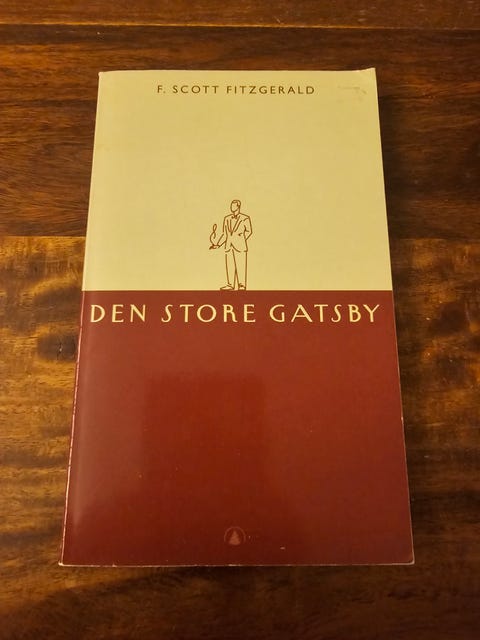 F. SCOTT FITZGERALD
DEN STORE GATSBY